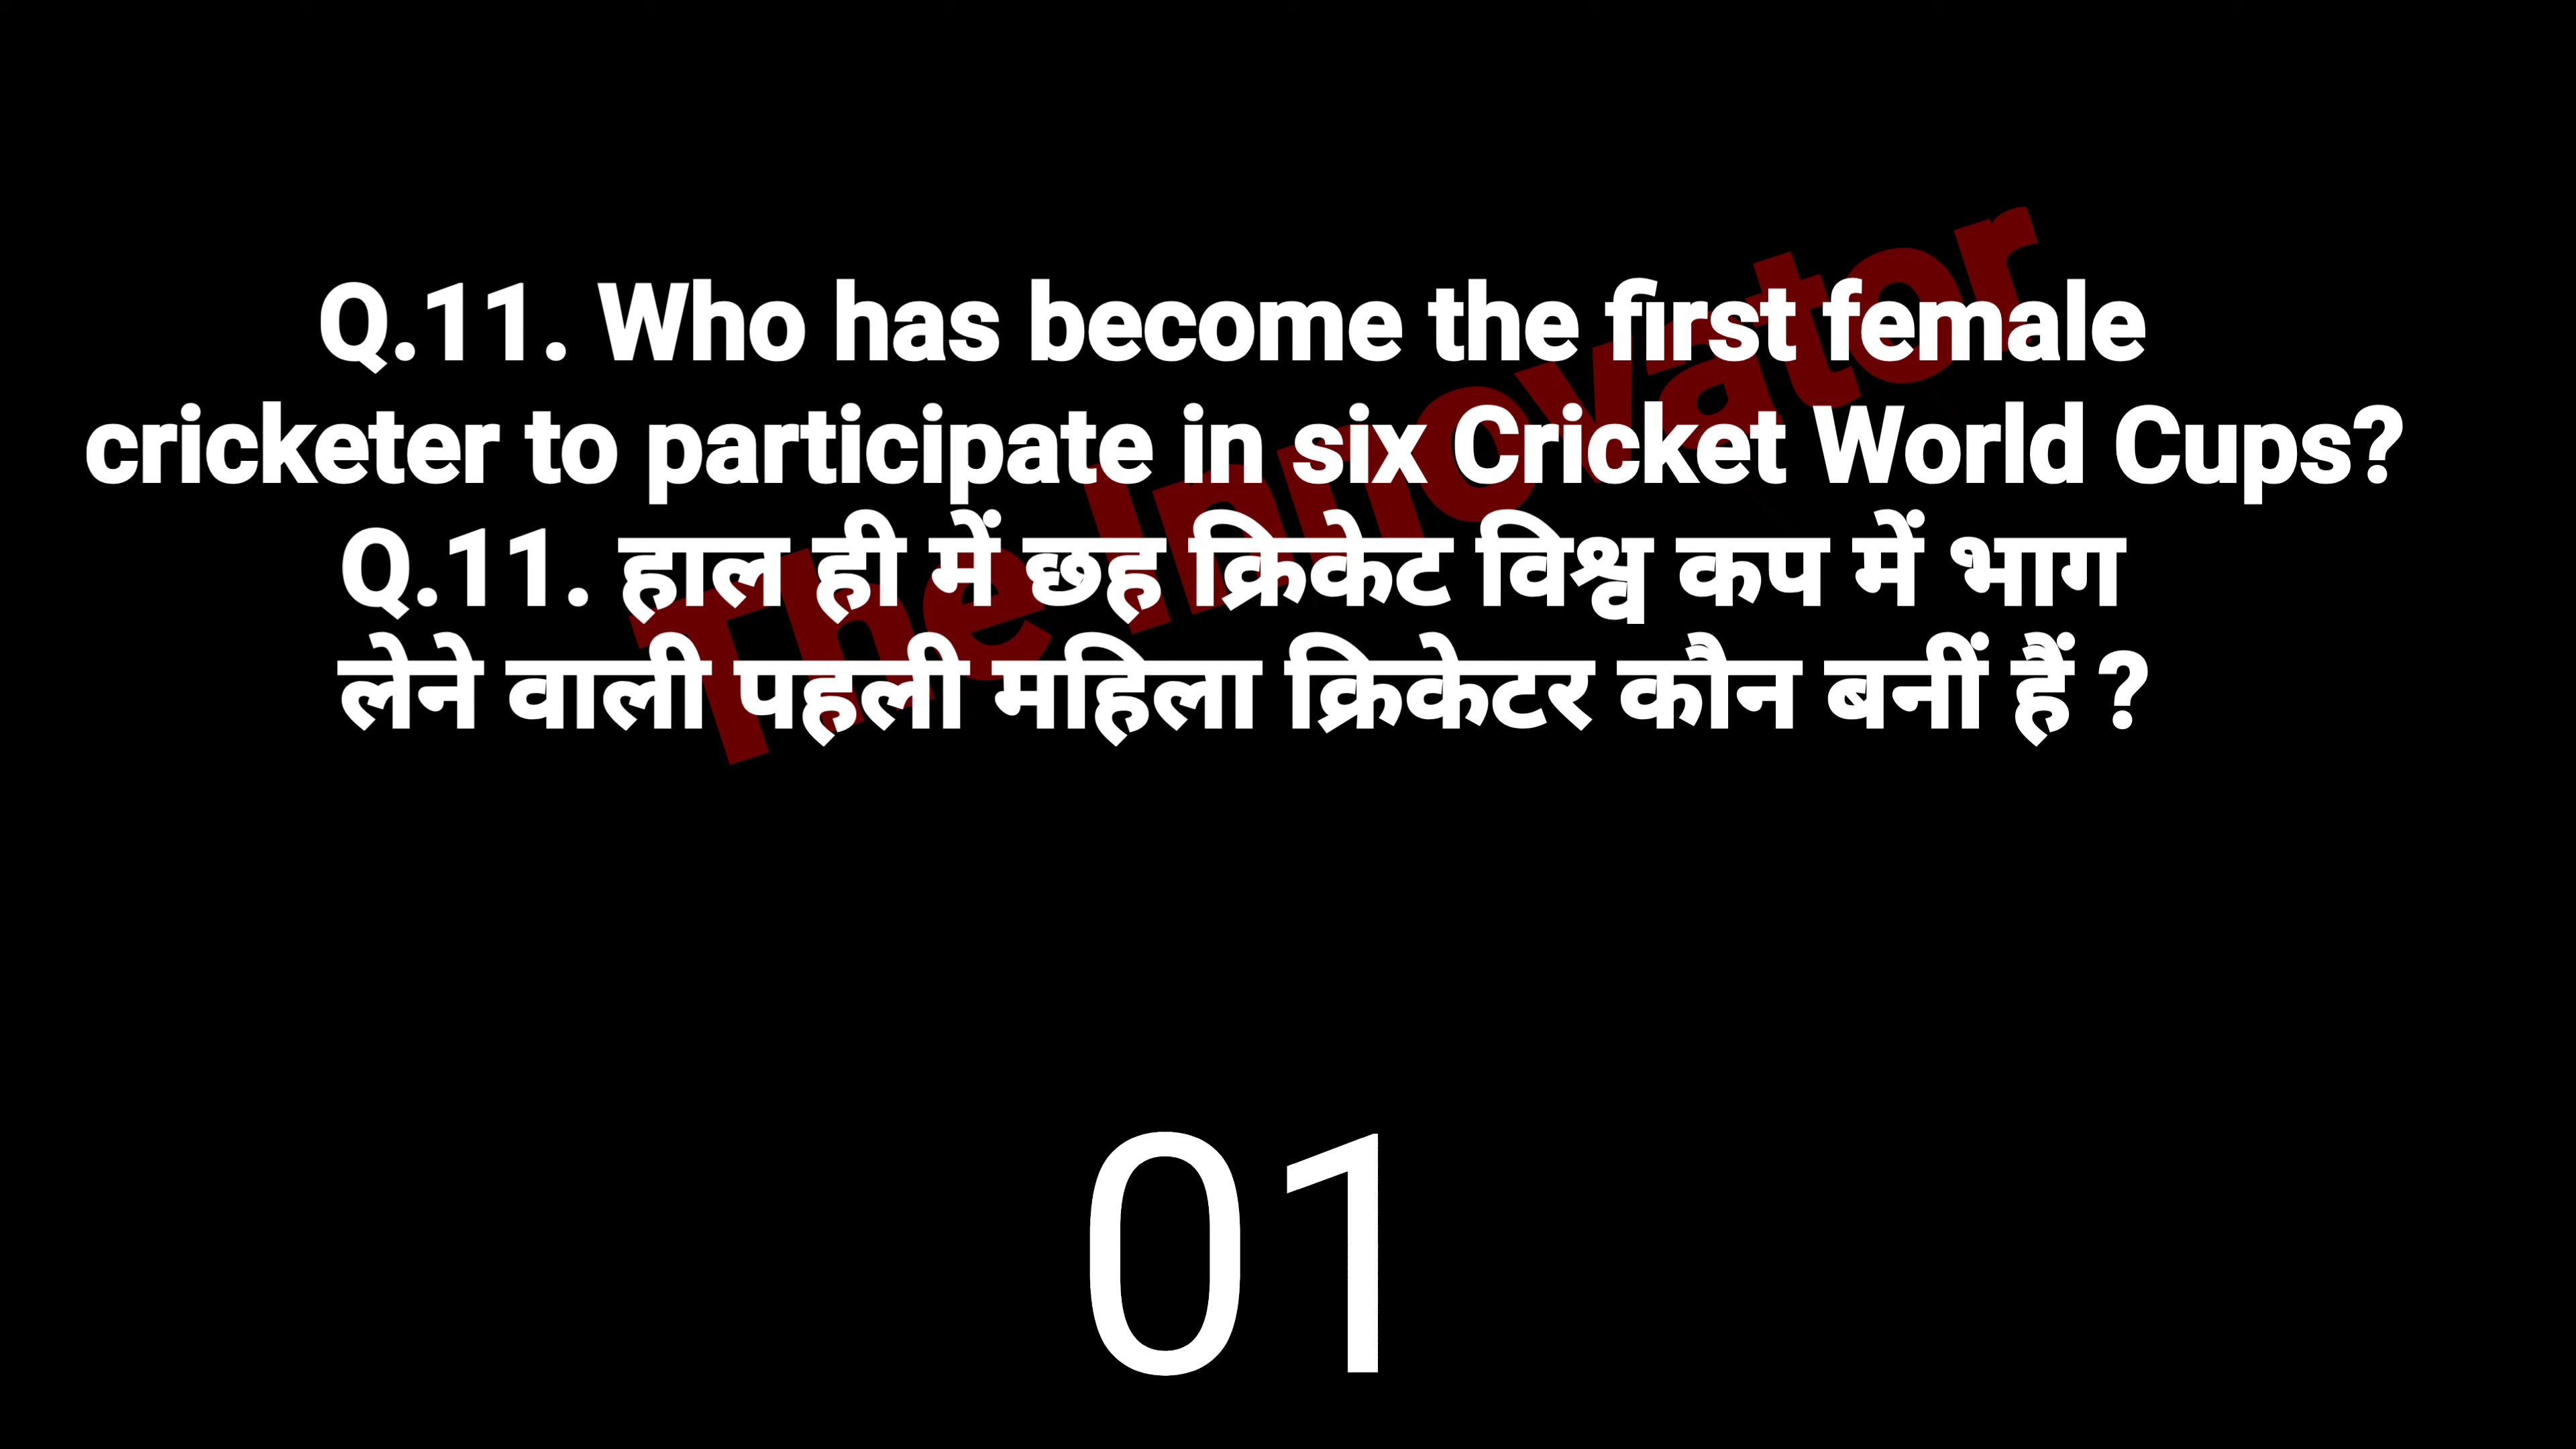 Q.11. Who has become the first female
cricketer to participate in six Cricket World Cups?
Q.11. हाल ही में छह क्रिकेट विश्व कप में भाग
लेने वाली पहली महिला क्रिकेटर कौन बनीं हैं ?
The Innovator
01